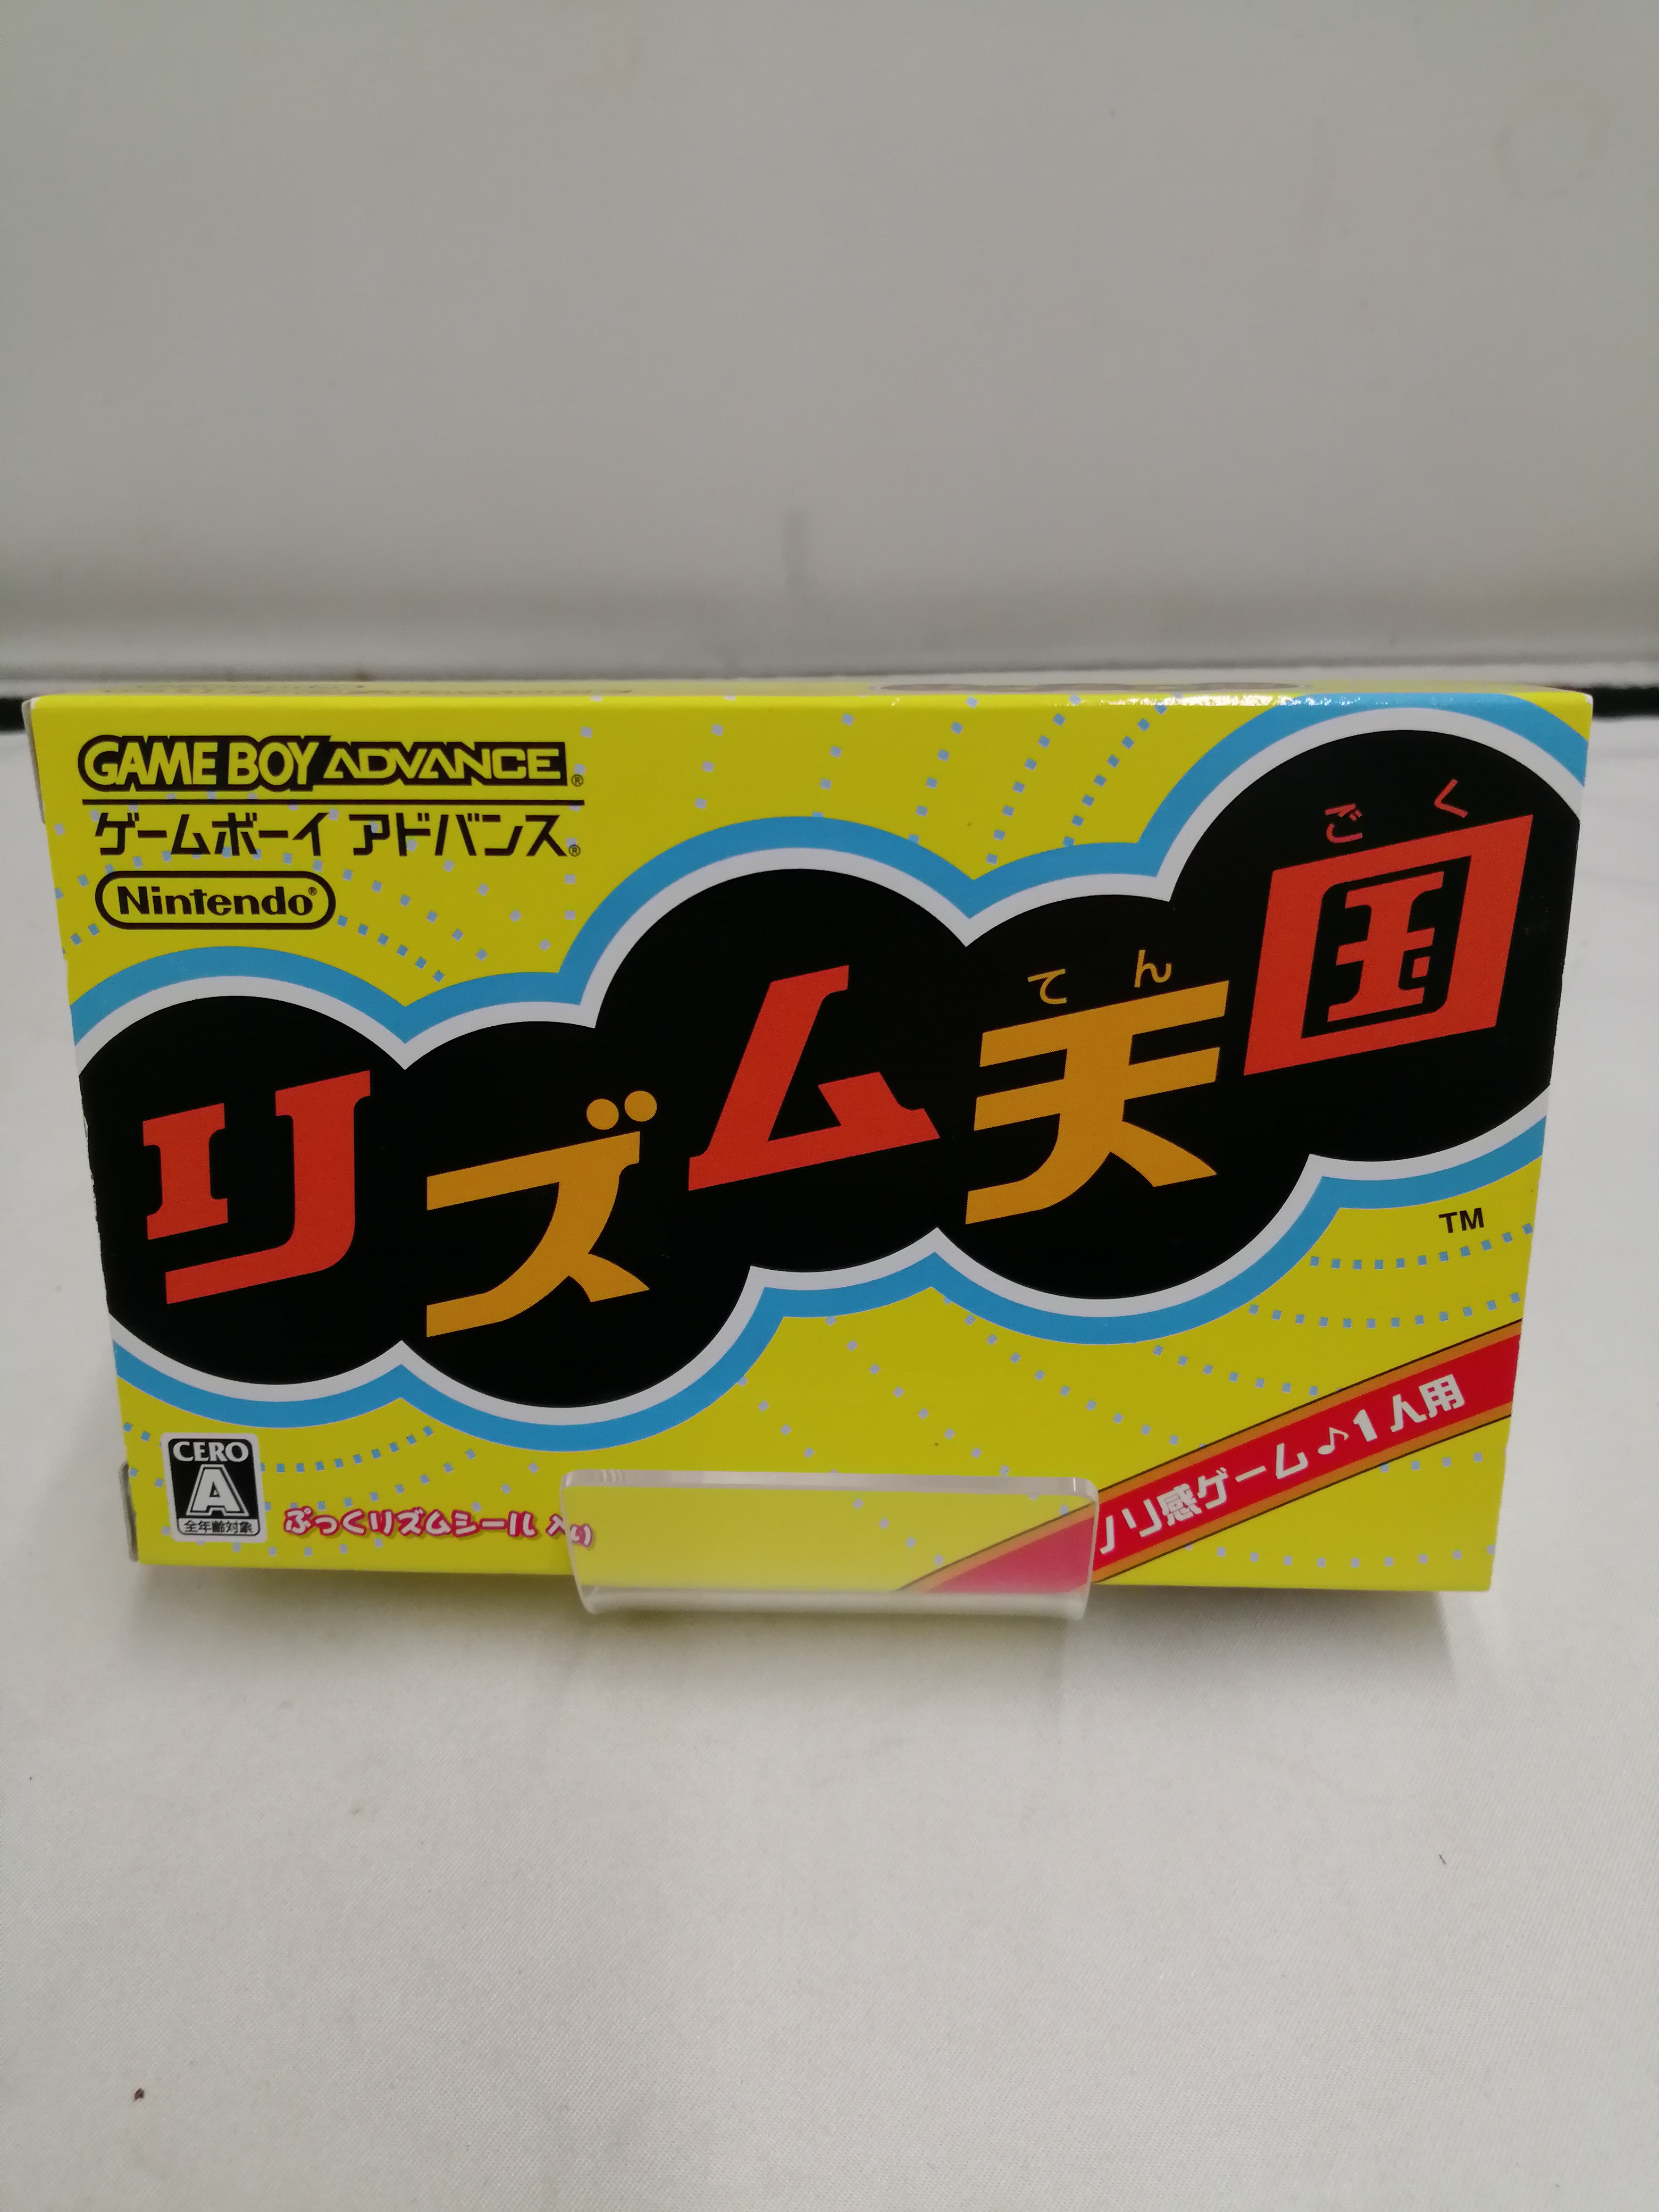 GAME BOY ADVANCE®
ゲームボーイ アドバンス®
Nintendo®
ごく
てん
リズム天国
TM
CERO
A
全年齢対象
ぷっくリズムシール入り
ノリ感ゲーム♪1人用